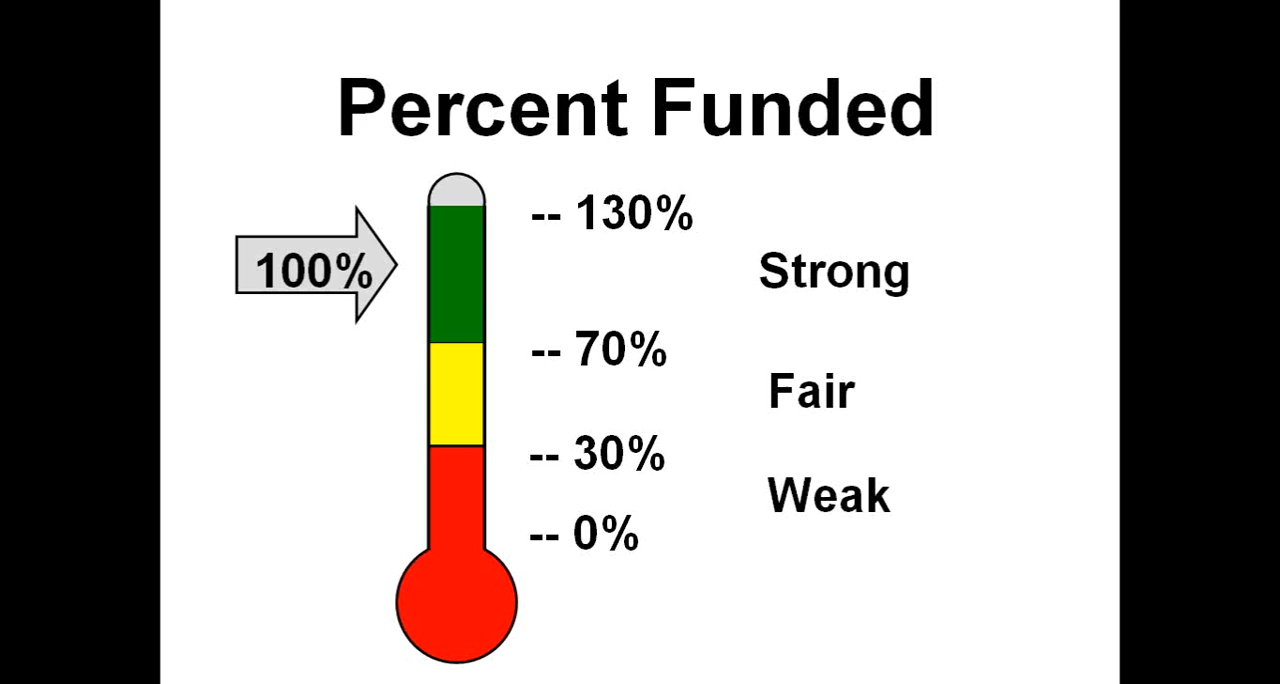 Percent Funded
-- 130%
100%
Strong
-- 70%
Fair
-- 30%
Weak
-- 0%